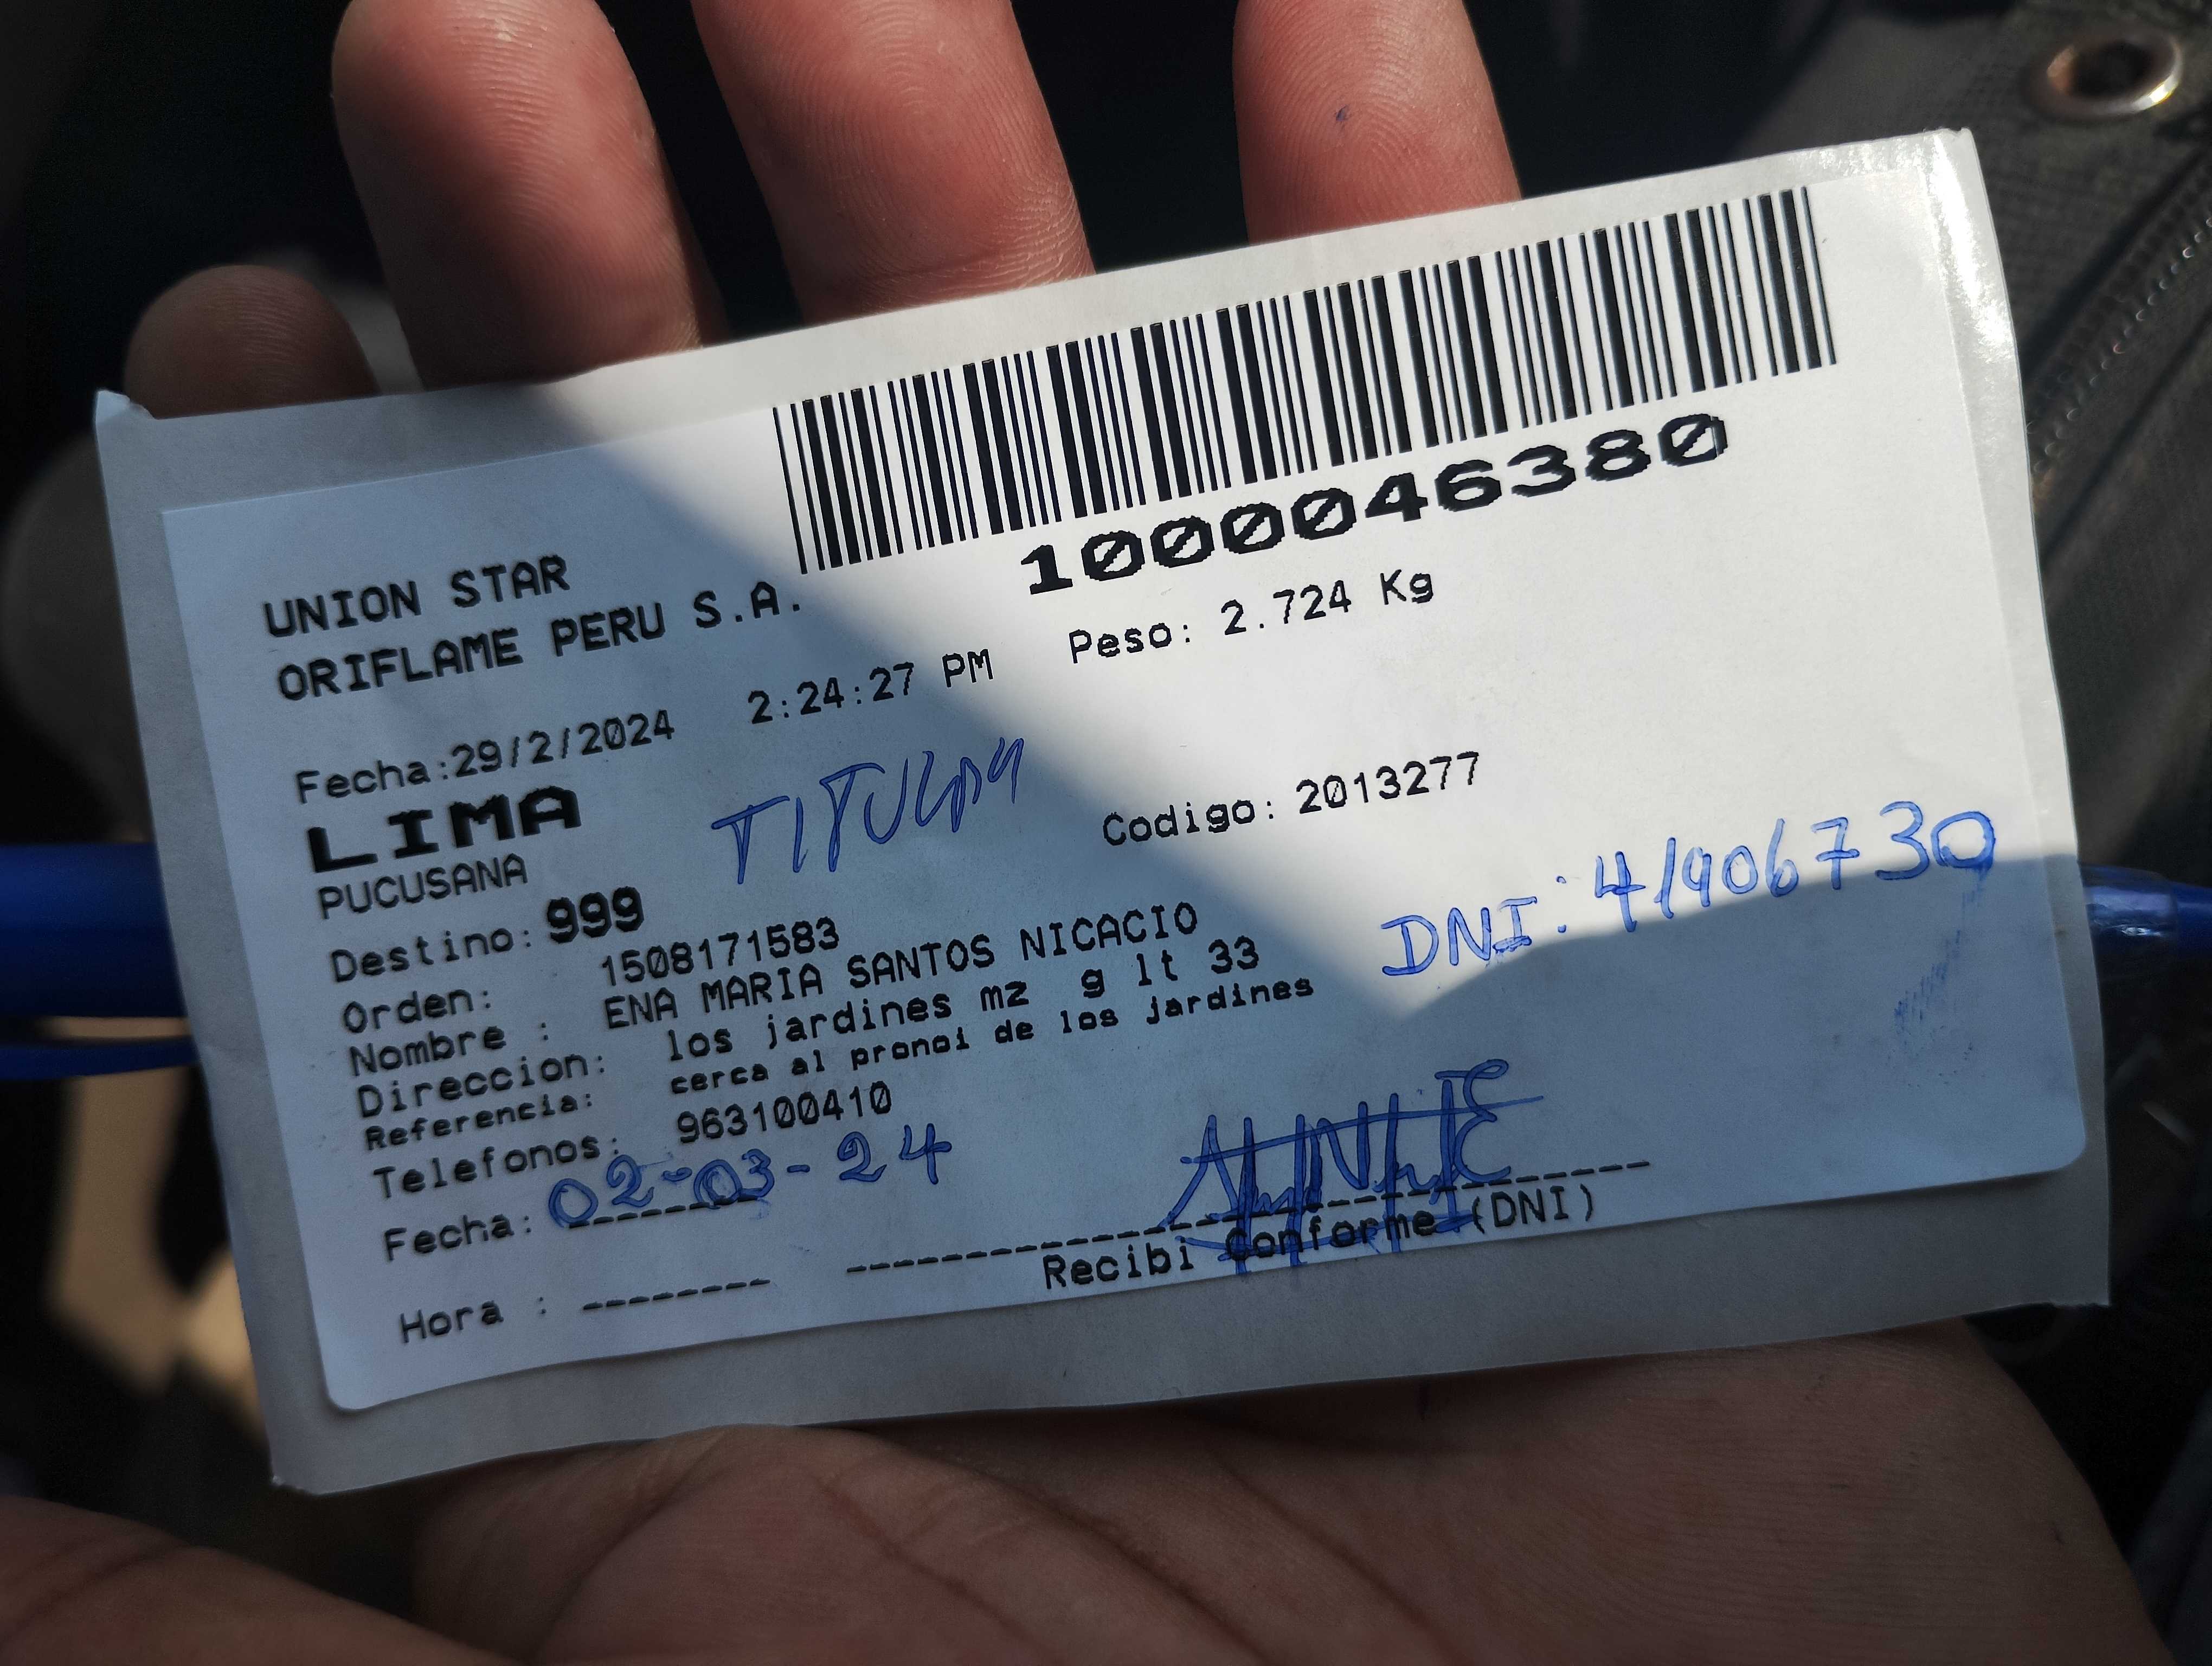 1000046380
UNION STAR
ORIFLAME PERU S.A.
Fecha:29/2/2024 2:24:27 PM Peso: 2.724 Kg
LIMA
PUCUSANA
TITULAR
Codigo: 2013277
Destino: 999
DNI: 41906730
Orden: 1508171583
Nombre : ENA MARIA SANTOS NICACIO
Direccion: los jardines mz g lt 33
Referencia: cerca al pronoi de los jardines
Telefonos: 963100410
Fecha: 02-03-24
Hora :
Recibi Conforme (DNI)